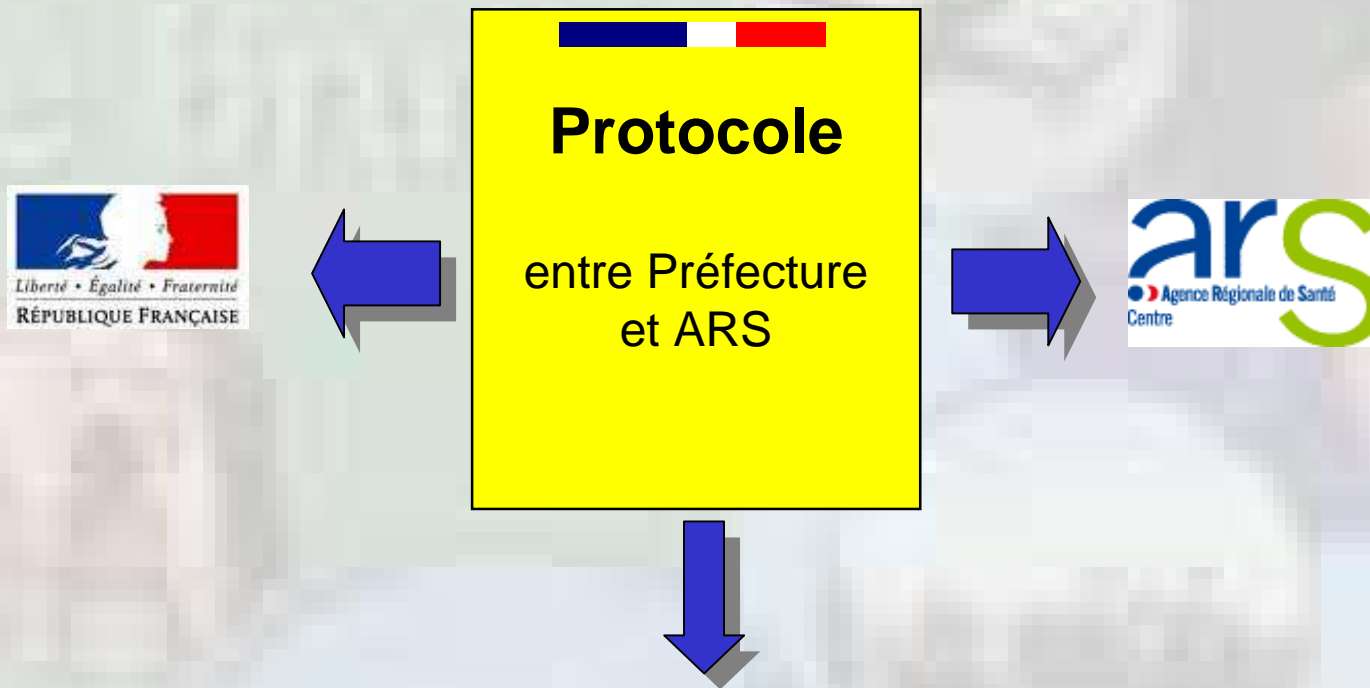 Protocole
entre Préfecture
et ARS
Liberté • Égalité • Fraternité
RÉPUBLIQUE FRANÇAISE
ars
Agence Régionale de Santé
Centre